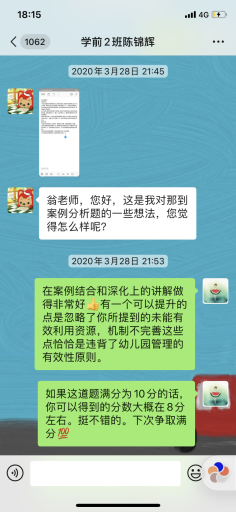 18:15
4G
1062
学前2班陈锦辉
2020年3月28日 21:45
翁老师，您好，这是我对那到
案例分析题的一些想法，您觉
得怎么样呢？
2020年3月28日 21:53
在案例结合和深化上的讲解做
得非常好👍有一个可以提升的
点是忽略了你所提到的未能有
效利用资源，机制不完善这些
点恰恰是违背了幼儿园管理的
有效性原则。
如果这道题满分为10分的话，
你可以得到的分数大概在8分
左右。挺不错的。下次争取满
分💯